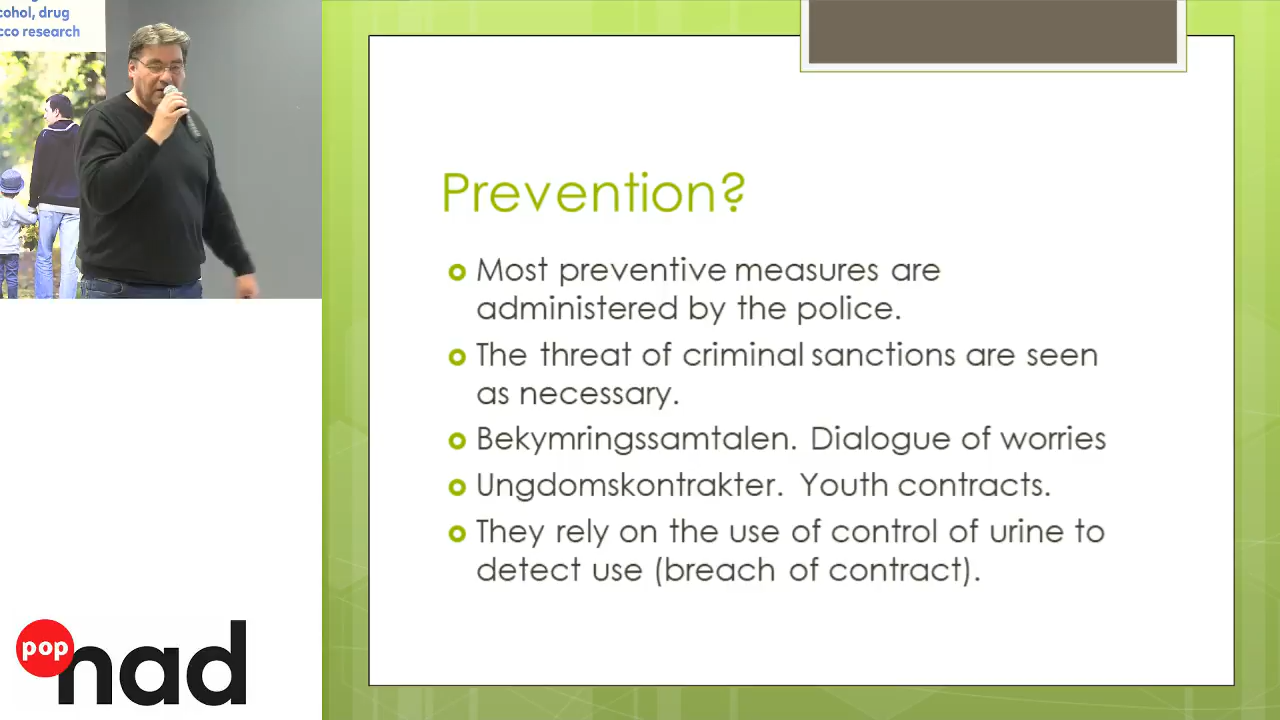 cohol, drug
cco research
Prevention?
Most preventive measures are
administered by the police.
The threat of criminal sanctions are seen
as necessary.
Bekymringssamtalen. Dialogue of worries
Ungdomskontrakter. Youth contracts.
They rely on the use of control of urine to
detect use (breach of contract).
pop
nad